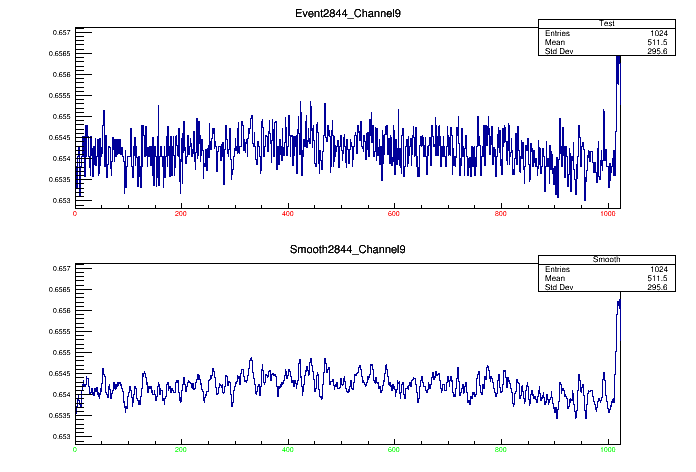 Event2844_Channel9
Test
Entries 1024
Mean 511.5
Std Dev 295.6
0.657
0.6565
0.656
0.6555
0.655
0.6545
0.654
0.6535
0.653
0 200 400 600 800 1000
Smooth2844_Channel9
Smooth
Entries 1024
Mean 511.5
Std Dev 295.6
0.657
0.6565
0.656
0.6555
0.655
0.6545
0.654
0.6535
0.653
0 200 400 600 800 1000